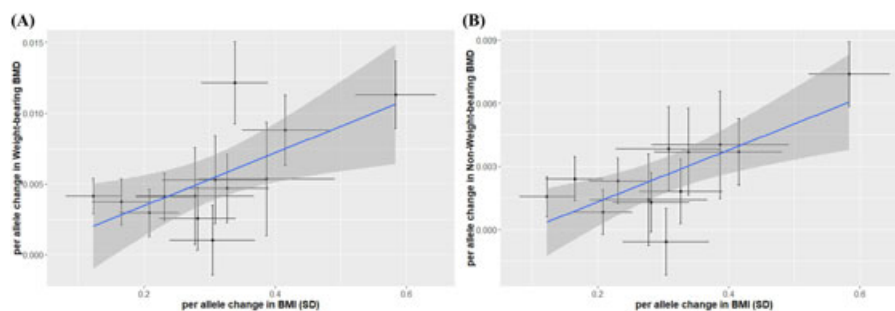 (A)
per allele change in Weight-bearing BMD
0.015
0.010
0.005
0.000
0.2
0.4
0.6
per allele change in BMI (SD)
(B)
per allele change in Non-Weight-bearing BMD
0.009
0.006
0.003
0.000
0.2
0.4
0.6
per allele change in BMI (SD)